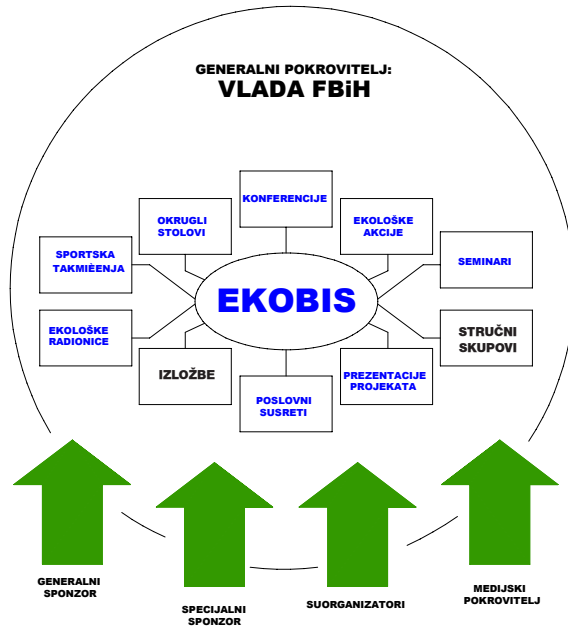 GENERALNI POKROVITELJ:
VLADA FBiH
KONFERENCIJE
OKRUGLI
STOLOVI
EKOLOŠKE
AKCIJE
SPORTSKA
TAKMIÈENJA
SEMINARI
EKOBIS
EKOLOŠKE
RADIONICE
STRUČNI
SKUPOVI
IZLOŽBE
PREZENTACIJE
PROJEKATA
POSLOVNI
SUSRETI
GENERALNI
SPONZOR
SPECIJALNI
SPONZOR
SUORGANIZATORI
MEDIJSKI
POKROVITELJ